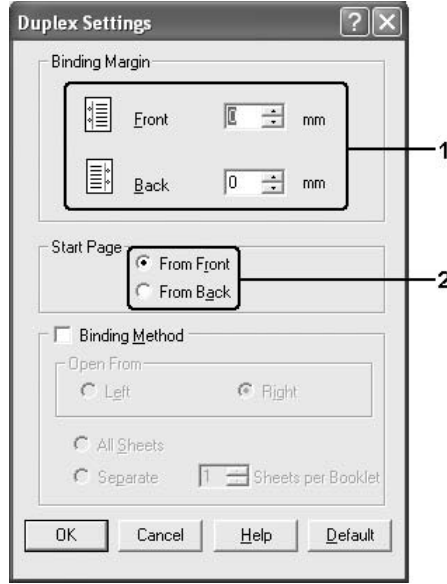 Duplex Settings
Binding Margin
Front 0 mm
1
Back 0 mm
Start Page
From Front
2
From Back
Binding Method
Open From
Left Right
All Sheets
Separate 1 Sheets per Booklet
OK Cancel Help Default